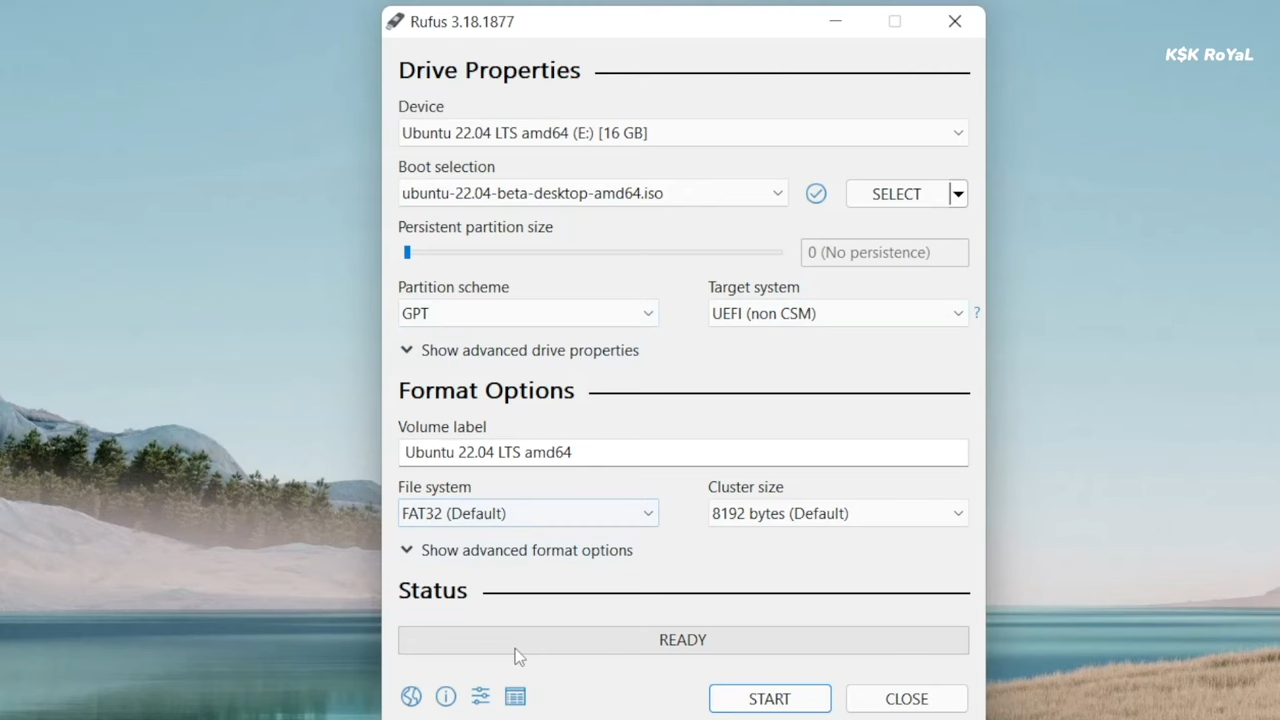 Rufus 3.18.1877
K$K RoYaL
Drive Properties
Device
Ubuntu 22.04 LTS amd64 (E:) [16 GB]
Boot selection
ubuntu-22.04-beta-desktop-amd64.iso
SELECT
Persistent partition size
0 (No persistence)
Partition scheme
Target system
GPT
UEFI (non CSM)
?
Show advanced drive properties
Format Options
Volume label
Ubuntu 22.04 LTS amd64
File system
Cluster size
FAT32 (Default)
8192 bytes (Default)
Show advanced format options
Status
READY
START
CLOSE